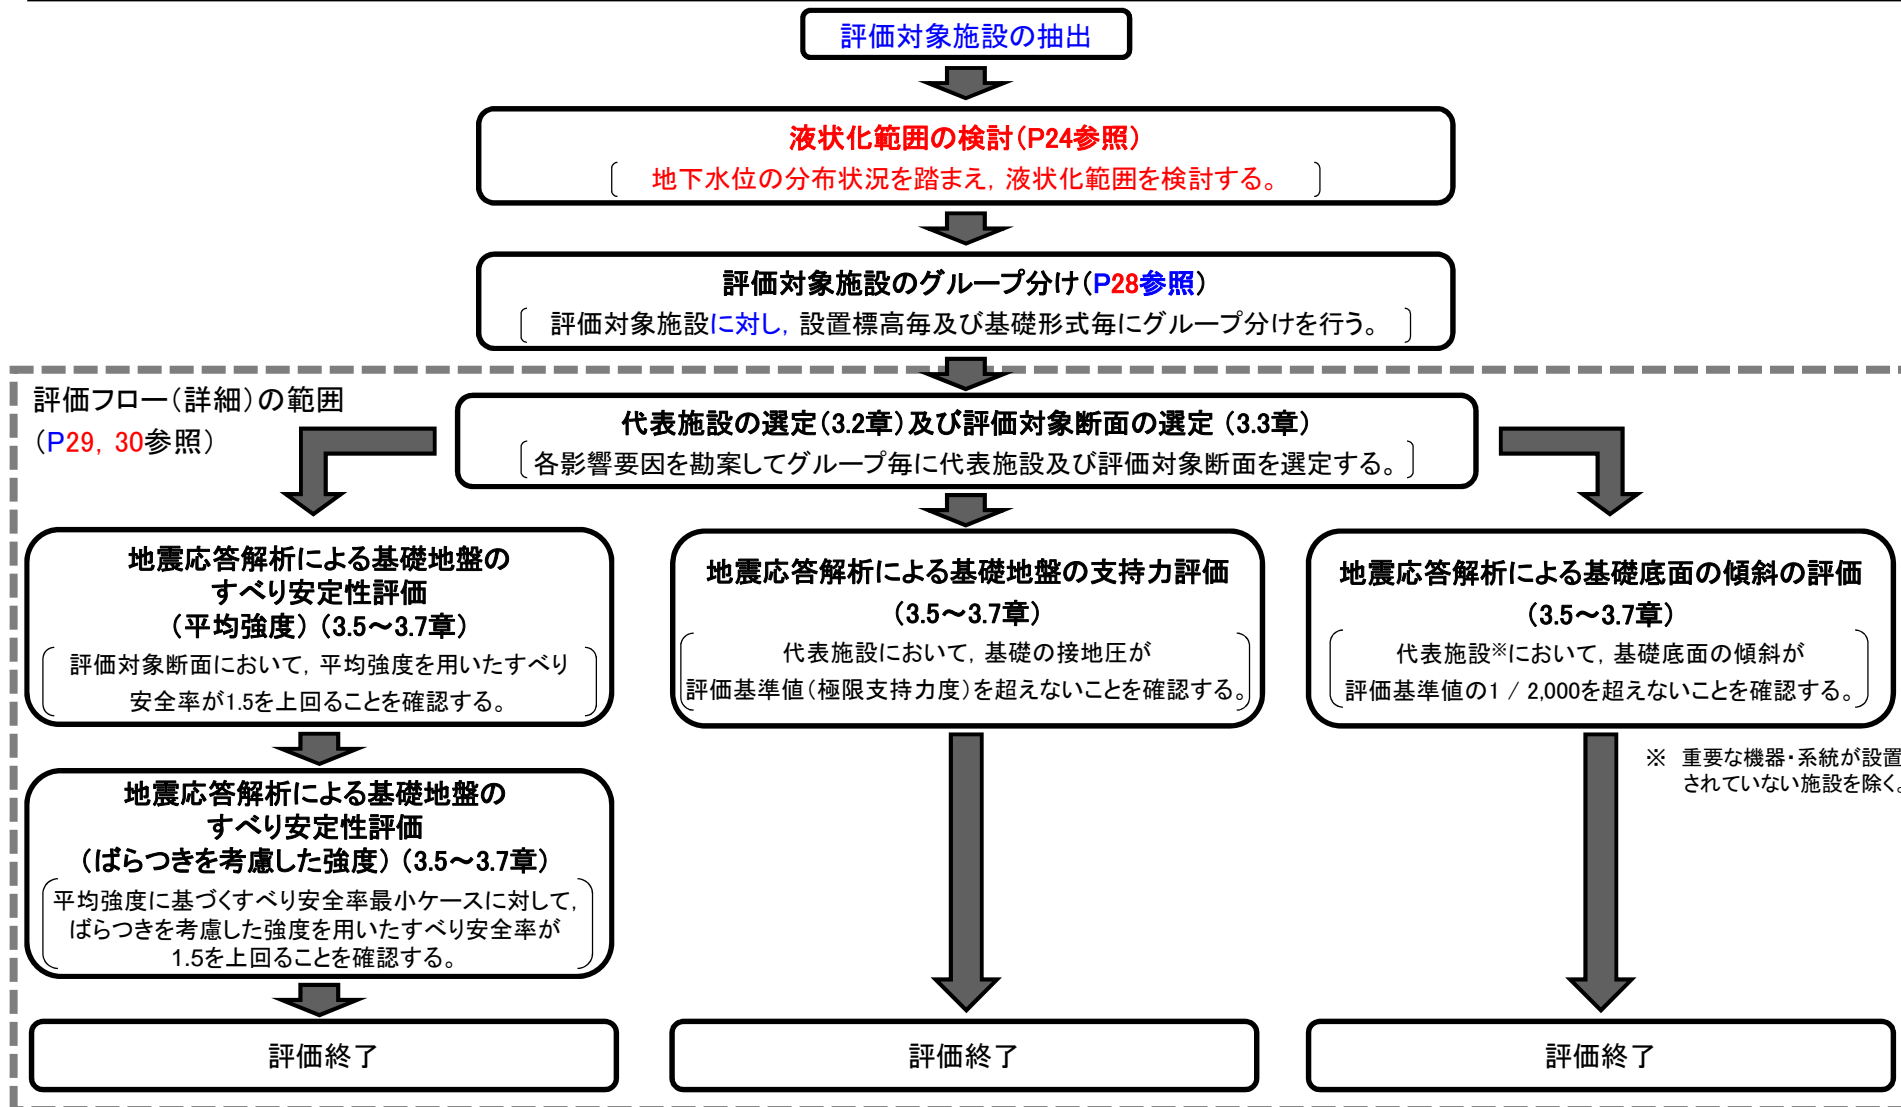 評価対象施設の抽出
液状化範囲の検討(P24参照)
地下水位の分布状況を踏まえ,液状化範囲を検討する。
評価対象施設のグループ分け(P28参照)
評価対象施設に対し,設置標高毎及び基礎形式毎にグループ分けを行う。
評価フロー(詳細)の範囲
(P29, 30参照)
代表施設の選定(3.2章)及び評価対象断面の選定 (3.3章)
各影響要因を勘案してグループ毎に代表施設及び評価対象断面を選定する。
地震応答解析による基礎地盤の
すべり安定性評価
(平均強度) (3.5~3.7章)
評価対象断面において,平均強度を用いたすべり
安全率が1.5を上回ることを確認する。
地震応答解析による基礎地盤の支持力評価
(3.5~3.7章)
代表施設において,基礎の接地圧が
評価基準値(極限支持力度)を超えないことを確認する。
地震応答解析による基礎底面の傾斜の評価
(3.5~3.7章)
代表施設※において,基礎底面の傾斜が
評価基準値の1 / 2,000を超えないことを確認する。
※ 重要な機器・系統が設置
されていない施設を除く。
地震応答解析による基礎地盤の
すべり安定性評価
(ばらつきを考慮した強度) (3.5~3.7章)
平均強度に基づくすべり安全率最小ケースに対して,
ばらつきを考慮した強度を用いたすべり安全率が
1.5を上回ることを確認する。
評価終了
評価終了
評価終了